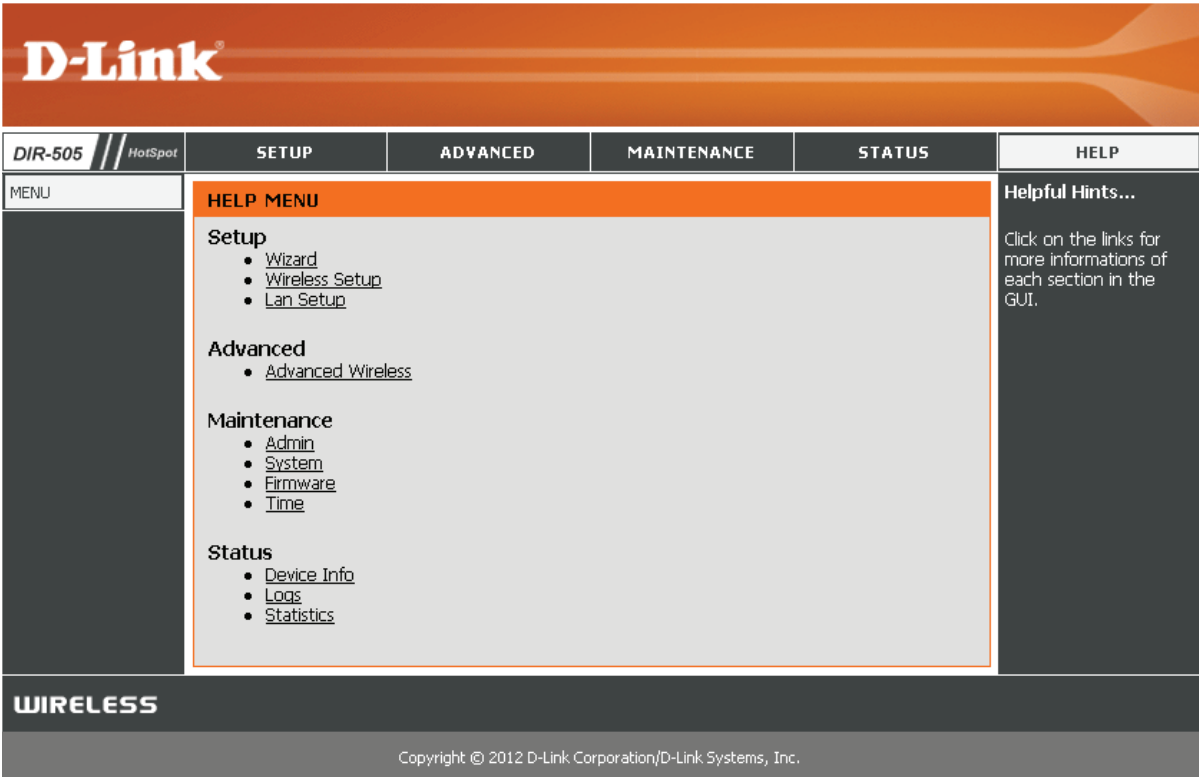 D-Link®
DIR-505 HotSpot SETUP ADVANCED MAINTENANCE STATUS HELP
MENU
HELP MENU
Setup
• Wizard
• Wireless Setup
• Lan Setup
Advanced
• Advanced Wireless
Maintenance
• Admin
• System
• Firmware
• Time
Status
• Device Info
• Logs
• Statistics
Helpful Hints...
Click on the links for
more informations of
each section in the
GUI.
WIRELESS
Copyright © 2012 D-Link Corporation/D-Link Systems, Inc.